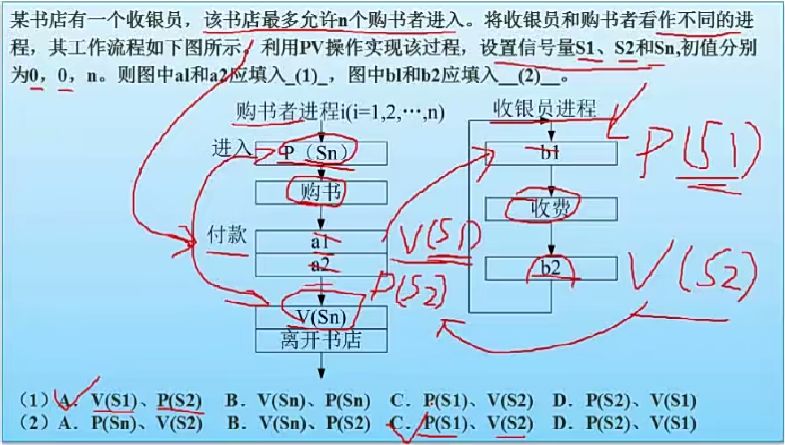 某书店有一个收银员，该书店最多允许n个购书者进入。将收银员和购书者看作不同的进
程，其工作流程如下图所示。利用PV操作实现该过程，设置信号量S1、S2和Sn,初值分别
为0，0，n。则图中a1和a2应填入_(1)_，图中b1和b2应填入__(2)__。
购书者进程i(i=1,2,…,n)
收银员进程
进入
P（Sn）
b1
P(S1)
购书
收费
付款
a1
V(S1)
a2
P(S2)
b2
V(S2)
V(Sn)
离开书店
（1）A. V(S1)、P(S2) B. V(Sn)、P(Sn) C. P(S1)、V(S2) D. P(S2)、V(S1)
（2）A. P(Sn)、V(S2) B. V(Sn)、P(S2) C. P(S1)、V(S2) D. P(S2)、V(S1)